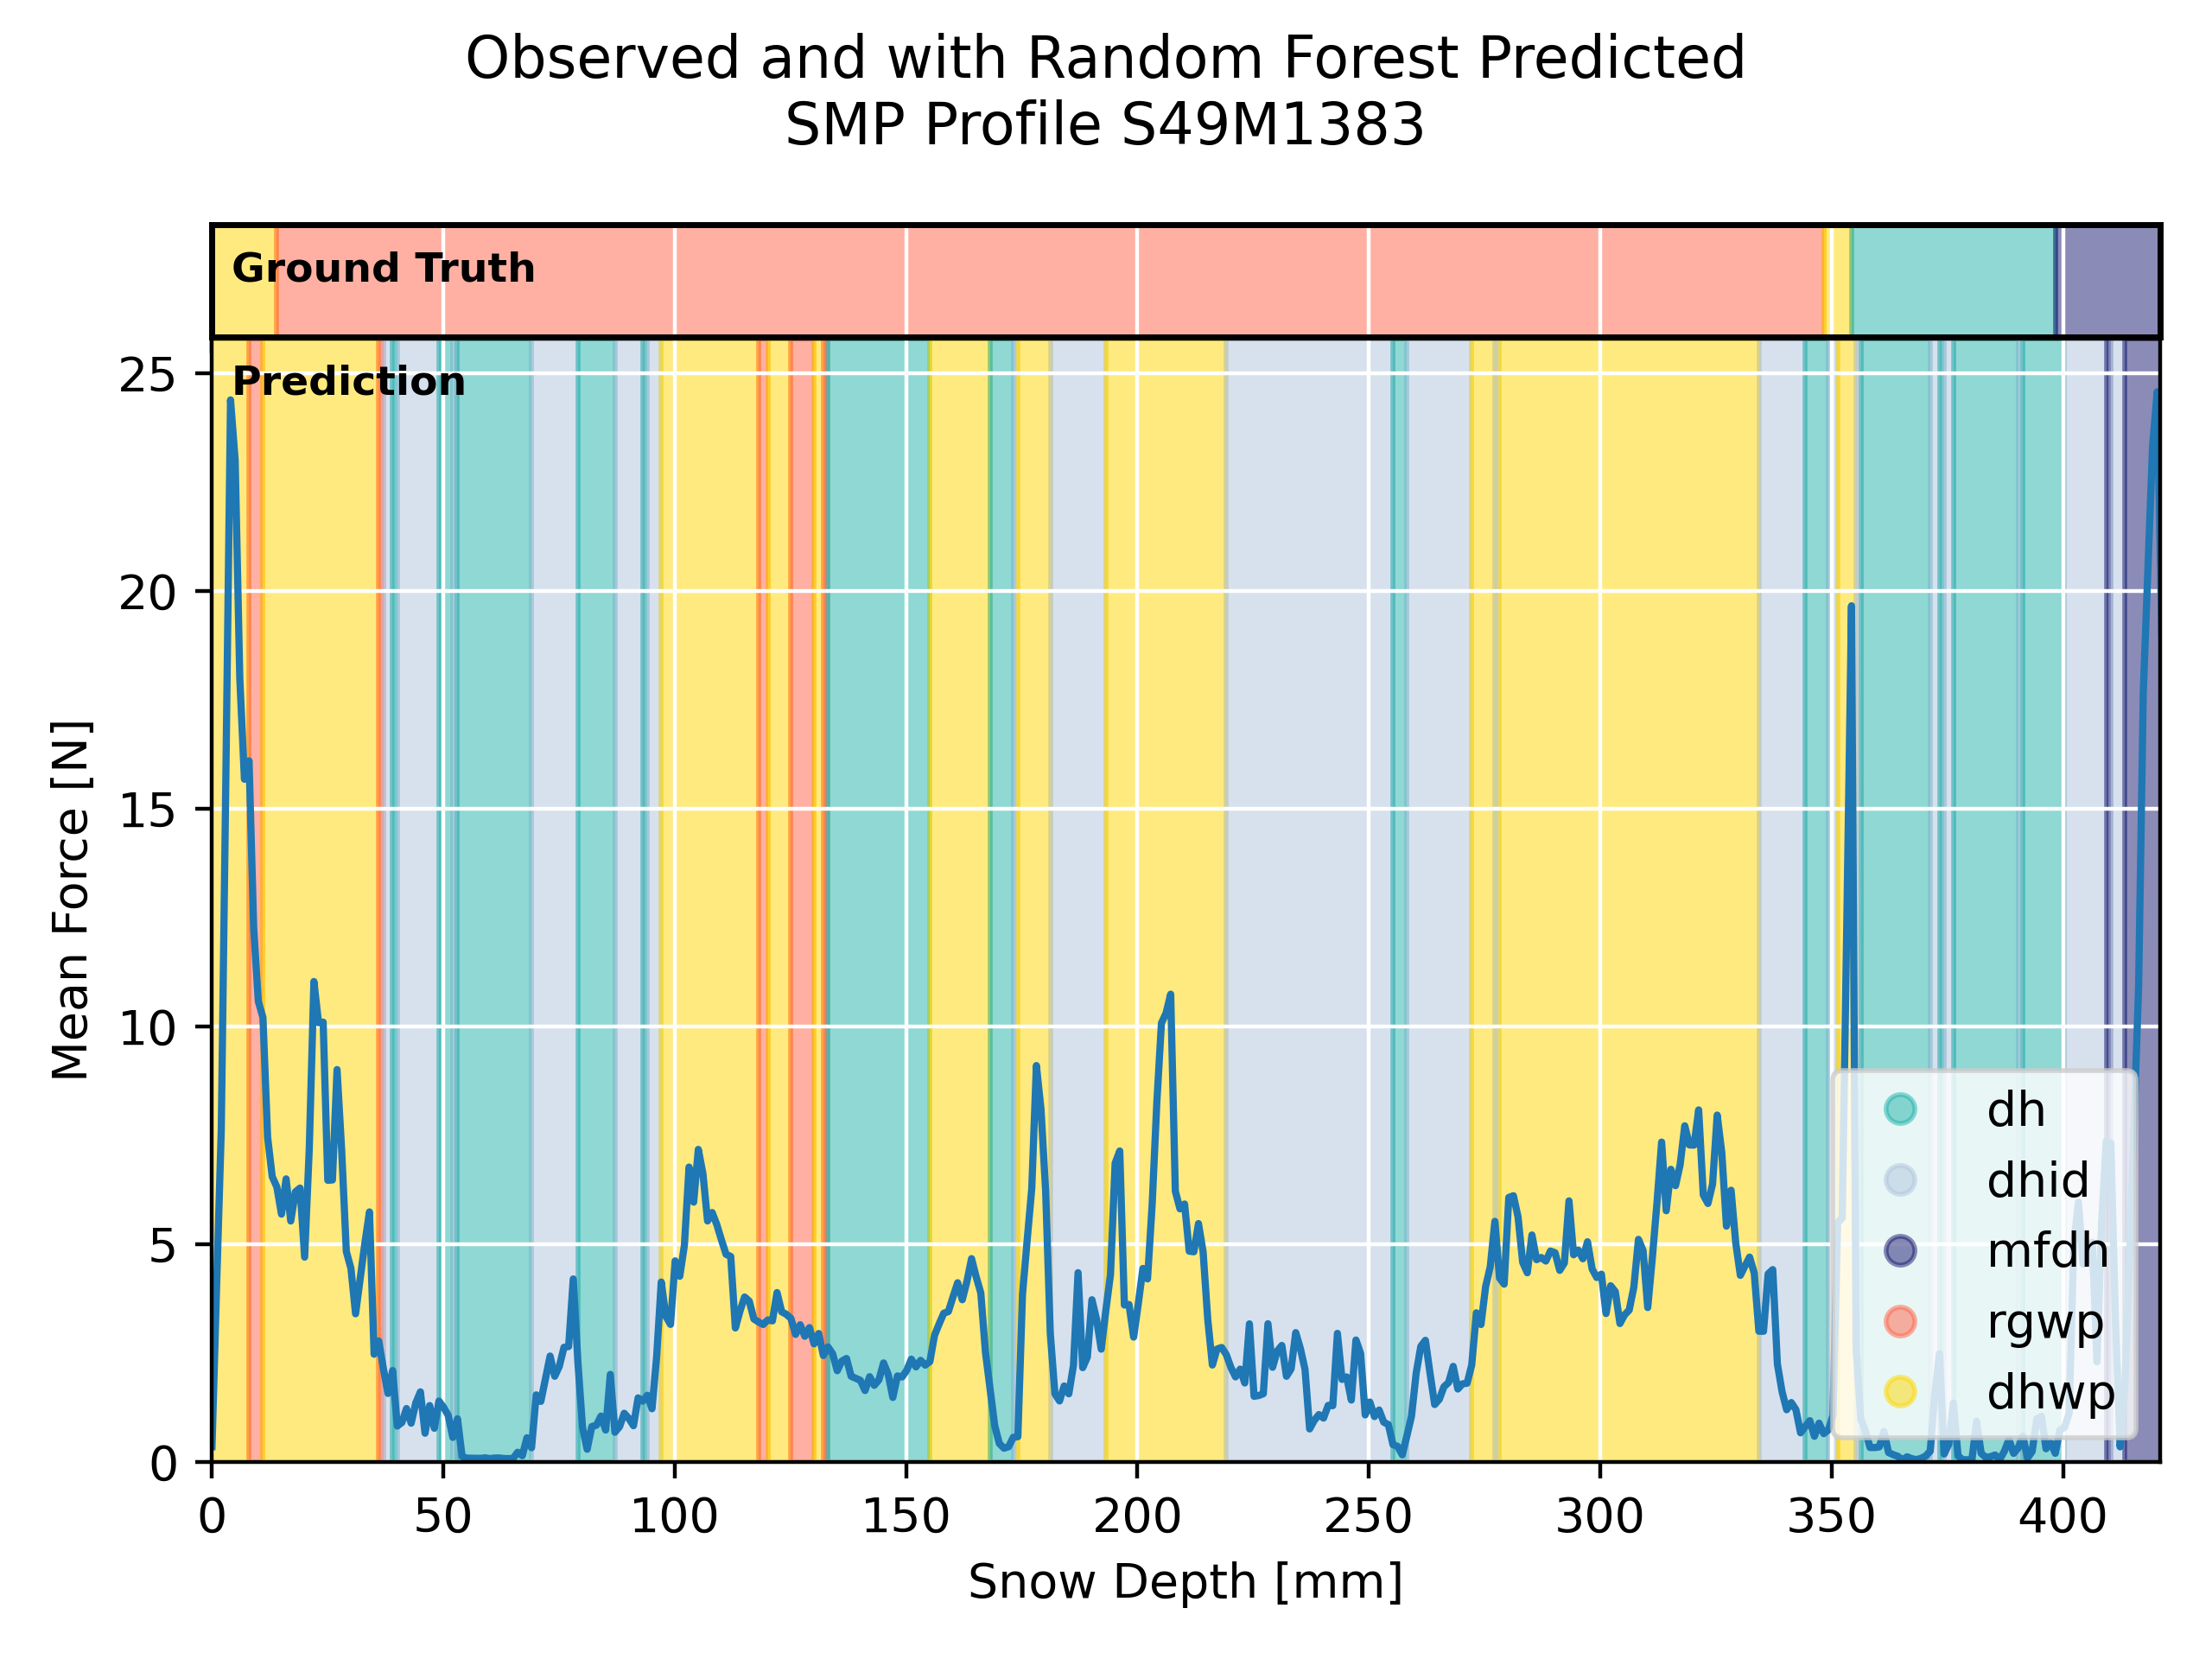 Observed and with Random Forest Predicted
SMP Profile S49M1383
Ground Truth
Prediction
25
20
15
10
5
0
Mean Force [N]
dh
dhid
mfdh
rgwp
dhwp
0 50 100 150 200 250 300 350 400
Snow Depth [mm]